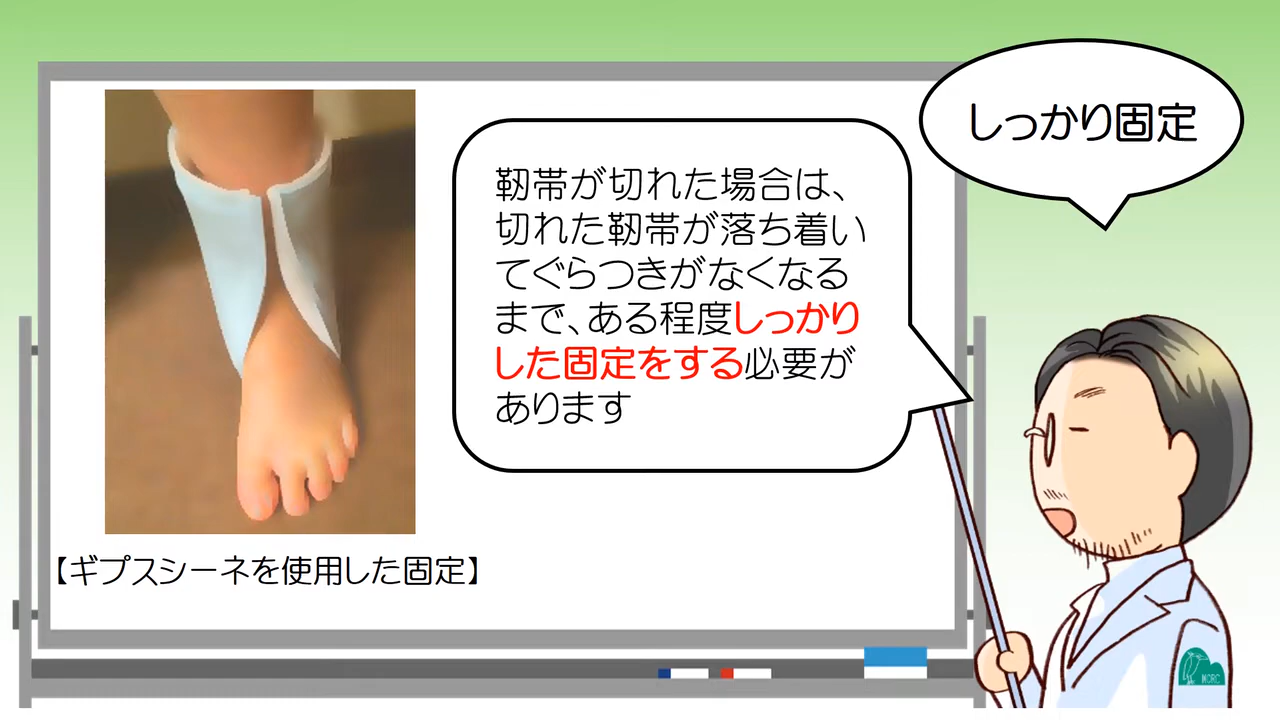 しっかり固定
靭帯が切れた場合は、
切れた靭帯が落ち着い
てぐらつきがなくなる
まで、ある程度しっかり
した固定をする必要が
あります
【ギプスシーネを使用した固定】
MCRC